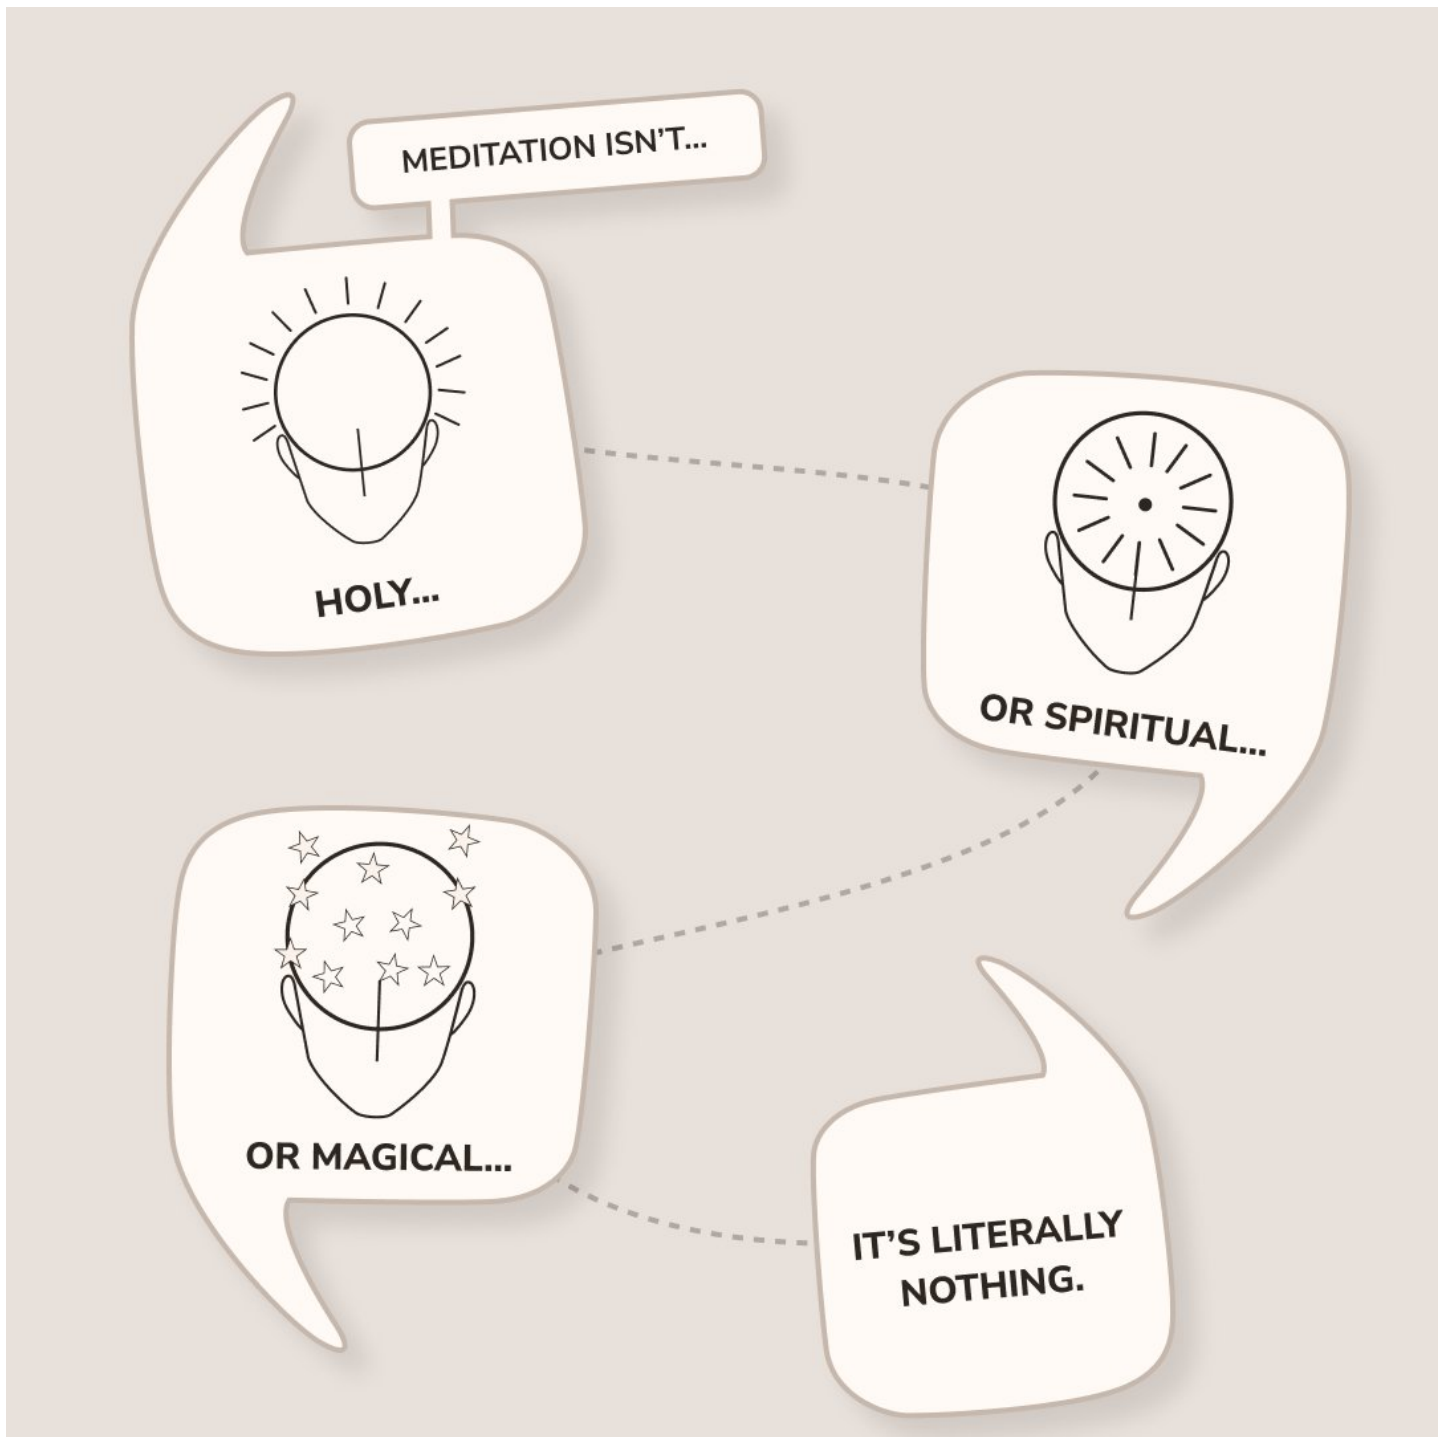 MEDITATION ISN’T...
HOLY...
OR SPIRITUAL...
OR MAGICAL...
IT’S LITERALLY
NOTHING.